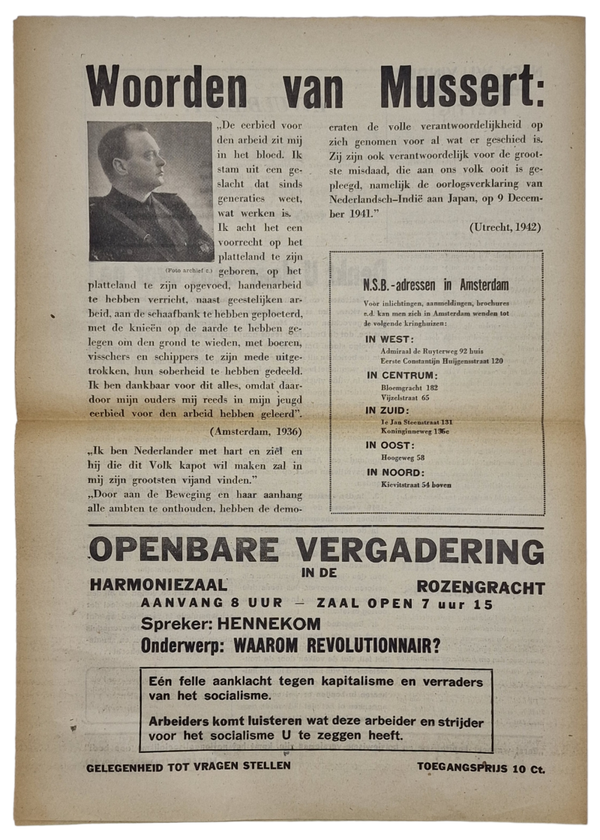 Woorden van Mussert:
„De eerbied voor
den arbeid zit mij
in het bloed. Ik
stam uit een ge-
slacht dat sinds
generaties weet,
wat werken is.
Ik acht het een
voorrecht op het
platteland te zijn
(Foto archief c.) geboren, op het
platteland te zijn opgevoed, handenarbeid
te hebben verricht, naast geestelijken ar-
beid, aan de schaafbank te hebben geploeterd,
met de knieën op de aarde te hebben ge-
legen om den grond te wieden, met boeren,
visschers en schippers te zijn mede uitge-
trokken, hun soberheid te hebben gedeeld.
Ik ben dankbaar voor dit alles, omdat daar-
door mijn ouders mij reeds in mijn jeugd
eerbied voor den arbeid hebben geleerd".
(Amsterdam, 1936)
„Ik ben Nederlander met hart en ziel en
hij die dit Volk kapot wil maken zal in
mij zijn grootsten vijand vinden."
„Door aan de Beweging en haar aanhang
alle ambten te onthouden, hebben de demo-
craten de volle verantwoordelijkheid op
zich genomen voor al wat er geschied is.
Zij zijn ook verantwoordelijk voor de groot-
ste misdaad, die aan ons volk ooit is ge-
pleegd, namelijk de oorlogsverklaring van
Nederlandsch-Indië aan Japan, op 9 Decem-
ber 1941."
(Utrecht, 1942)
N.S.B.-adressen in Amsterdam
Voor inlichtingen, aanmeldingen, brochures
e.d. kan men zich in Amsterdam wenden tot
de volgende kringhuizen:
IN WEST:
Admiraal de Ruyterweg 92 huis
Eerste Constantijn Huijgensstraat 120
IN CENTRUM:
Bloemgracht 182
Vijzelstraat 65
IN ZUID:
1e Jan Steenstraat 131
Koninginneweg
IN OOST:
Hoogeweg 58
IN NOORD:
Kievitstraat 54 boven
OPENBARE VERGADERING
IN DE
HARMONIEZAAL ROZENGRACHT
AANVANG 8 UUR — ZAAL OPEN 7 uur 15
Spreker: HENNEKOM
Onderwerp: WAAROM REVOLUTIONNAIR?
Eén felle aanklacht tegen kapitalisme en verraders
van het socialisme.
Arbeiders komt luisteren wat deze arbeider en strijder
voor het socialisme U te zeggen heeft.
GELEGENHEID TOT VRAGEN STELLEN TOEGANGSPRIJS 10 Ct.